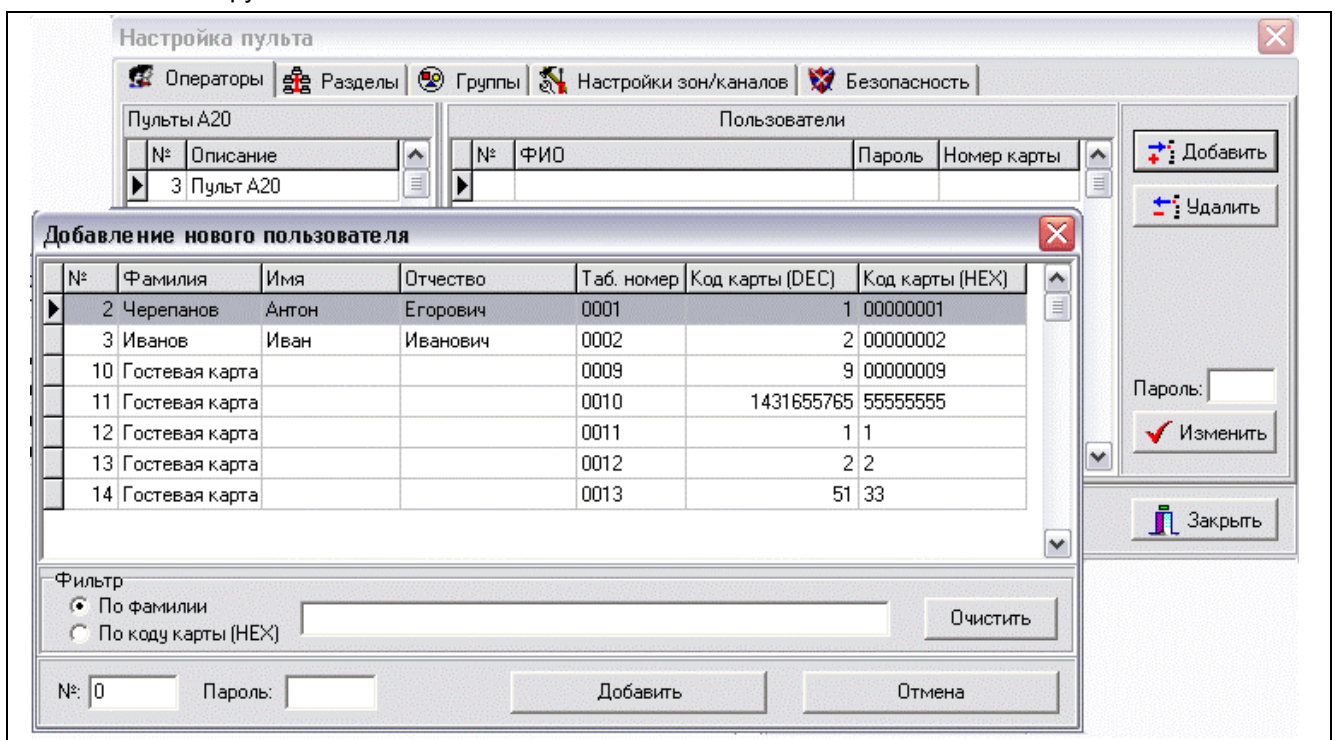 Настройка пульта
Операторы Разделы Группы Настройки зон/каналов Безопасность
Пульты А20 Пользователи
№ Описание № ФИО Пароль Номер карты Добавить
3 Пульт А20
Удалить
Добавление нового пользователя
№ Фамилия Имя Отчество Таб. номер Код карты (DEC) Код карты (HEX)
2 Черепанов Антон Егорович 0001 1 00000001
3 Иванов Иван Иванович 0002 2 00000002
10 Гостевая карта 0009 9 00000009
Пароль:
11 Гостевая карта 0010 1431655765 55555555
12 Гостевая карта 0011 1 1 Изменить
13 Гостевая карта 0012 2 2
14 Гостевая карта 0013 51 33
Закрыть
Фильтр
По фамилии
Очистить
По коду карты (HEX)
№: 0 Пароль: Добавить Отмена